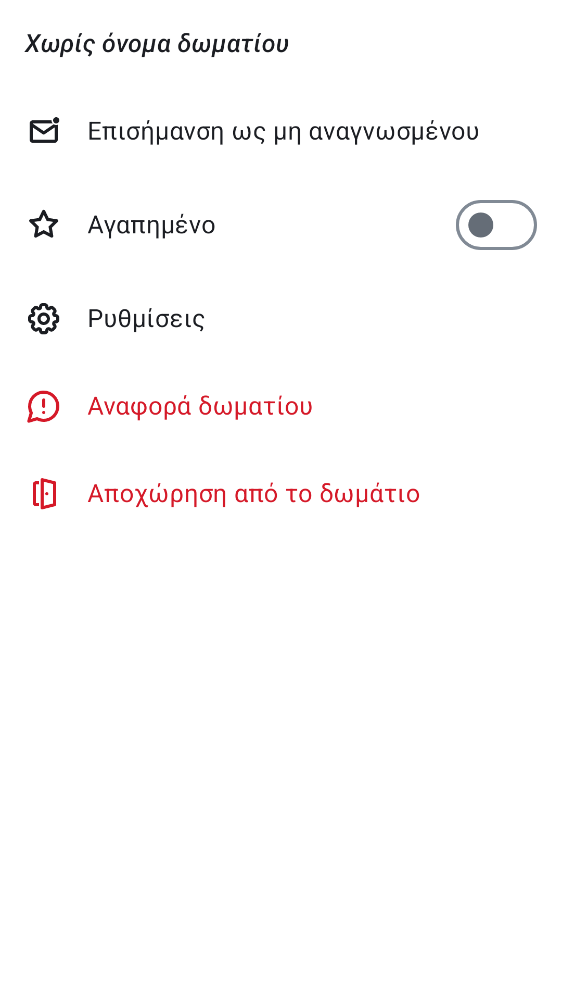 Χωρίς όνομα δωματίου
Επισήμανση ως μη αναγνωσμένου
Αγαπημένο
Ρυθμίσεις
Αναφορά δωματίου
Αποχώρηση από το δωμάτιο